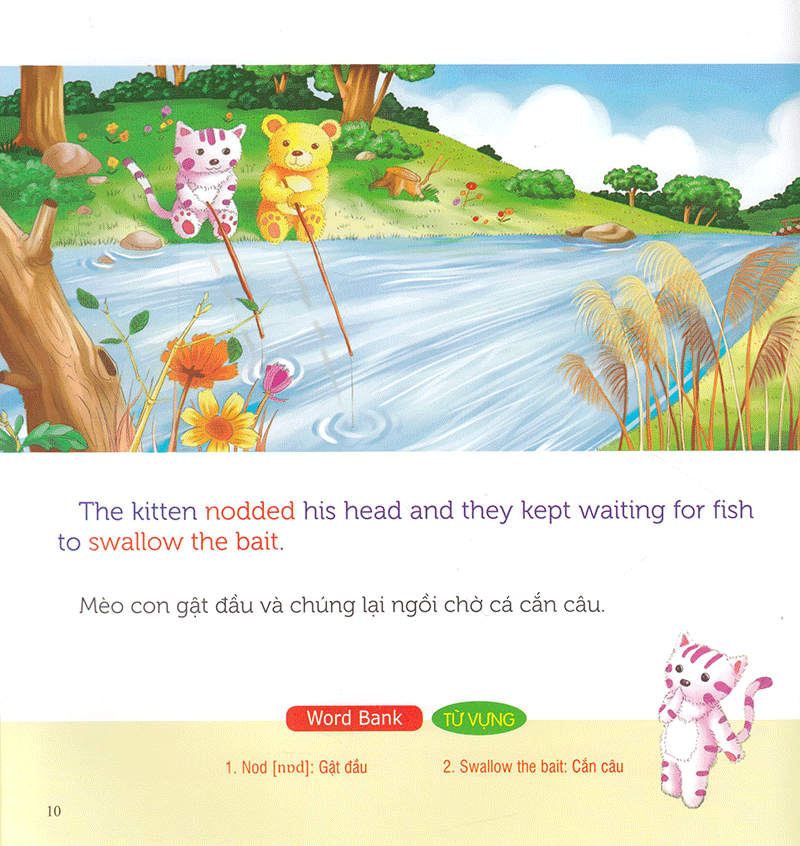 The kitten nodded his head and they kept waiting for fish
to swallow the bait.
Mèo con gật đầu và chúng lại ngồi chờ cá cắn câu.
Word Bank
TỪ VỰNG
1. Nod [nɒd]: Gật đầu
2. Swallow the bait: Cắn câu
10